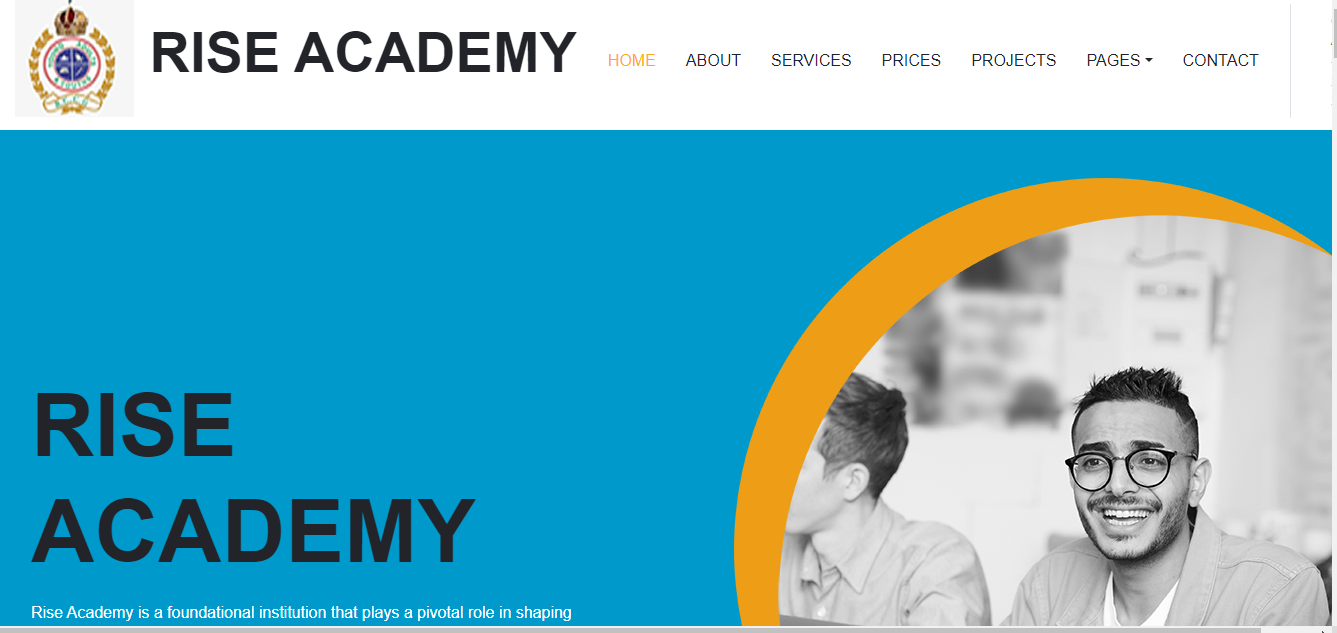 RISE ACADEMY
HOME ABOUT SERVICES PRICES PROJECTS PAGES CONTACT
RISE
ACADEMY
Rise Academy is a foundational institution that plays a pivotal role in shaping